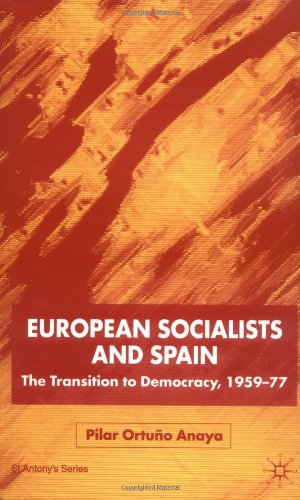 EUROPEAN SOCIALISTS
AND SPAIN
The Transition to Democracy, 1959–77
Pilar Ortuño Anaya
St Antony's Series